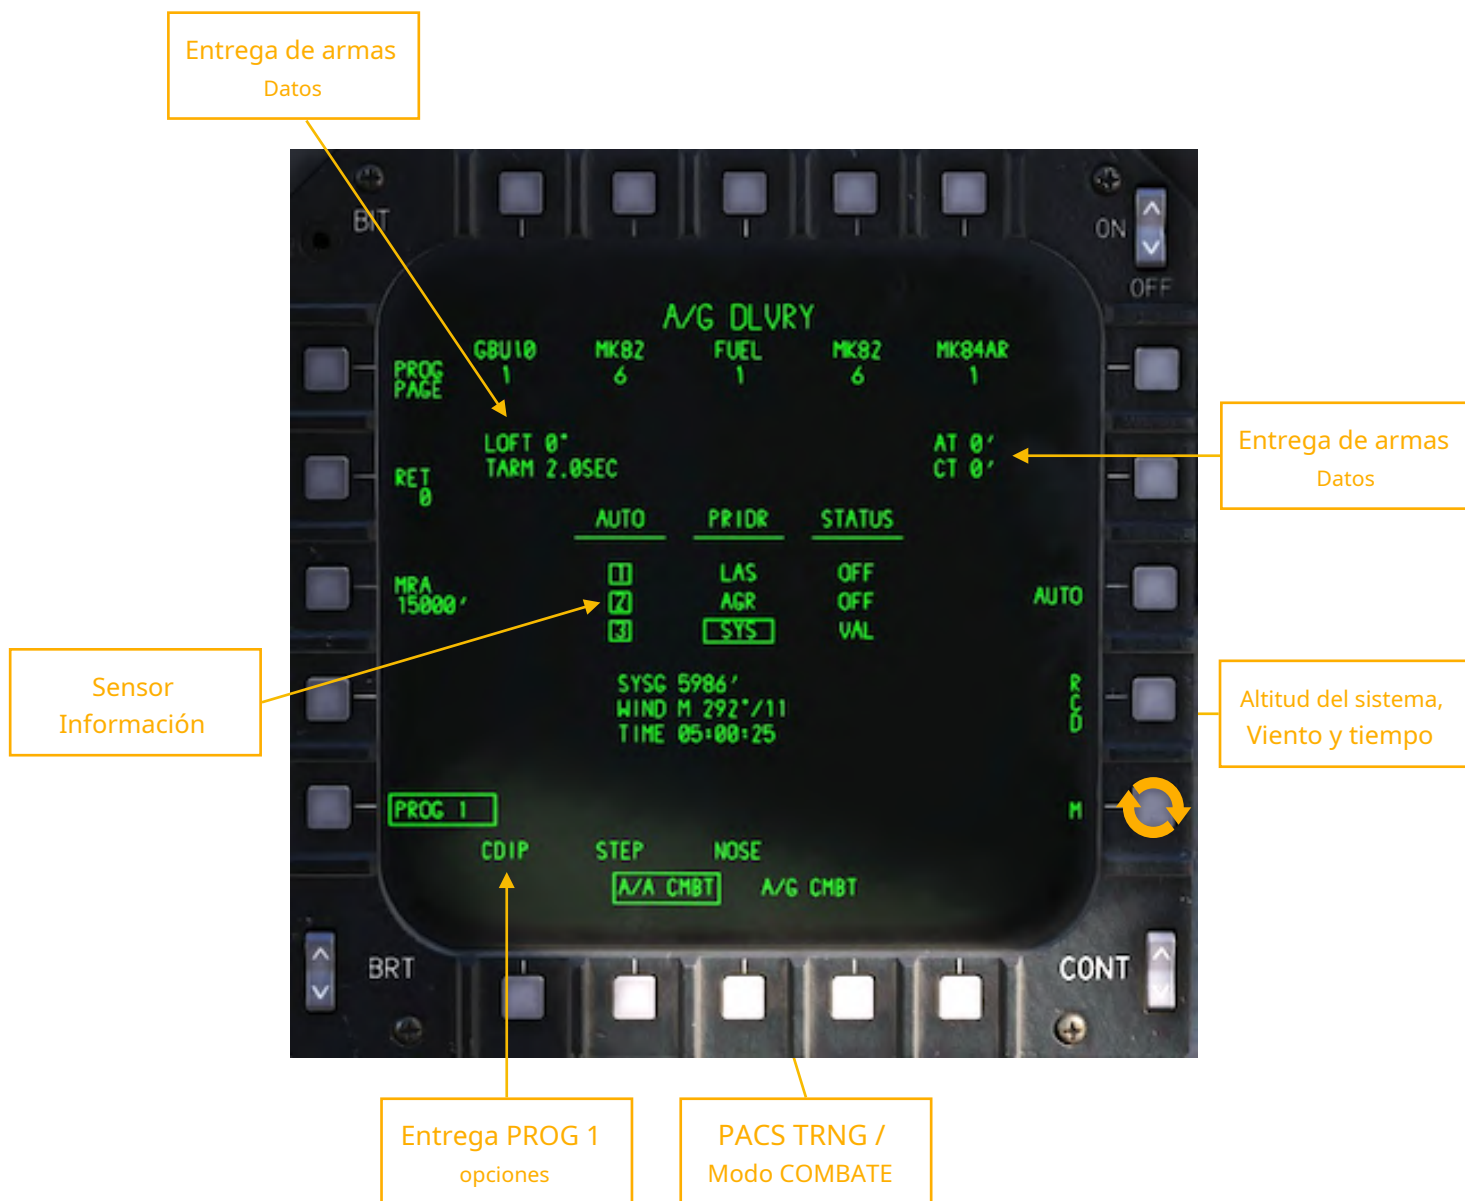 Entrega de armas
Datos
BIT
ON
OFF
A/G DLVRY
GBU10 MK82 FUEL MK82 MK84AR
1 6 1 6 1
PROG
PAGE
LOFT 0°
TARM 2.0SEC
AT 0′
CT 0′
Entrega de armas
Datos
RET
0
AUTO PRIOR STATUS
1 LAS OFF
2 AGR OFF
3 SYS VAL
MRA
15000′
AUTO
Sensor
Información
SYSG 5986′
WIND M 292°/11
TIME 05:00:25
R
C
D
Altitud del sistema,
Viento y tiempo
PROG 1
M
CDIP STEP NOSE
A/A CMBT A/G CMBT
BRT
CONT
Entrega PROG 1
opciones
PACS TRNG /
Modo COMBATE